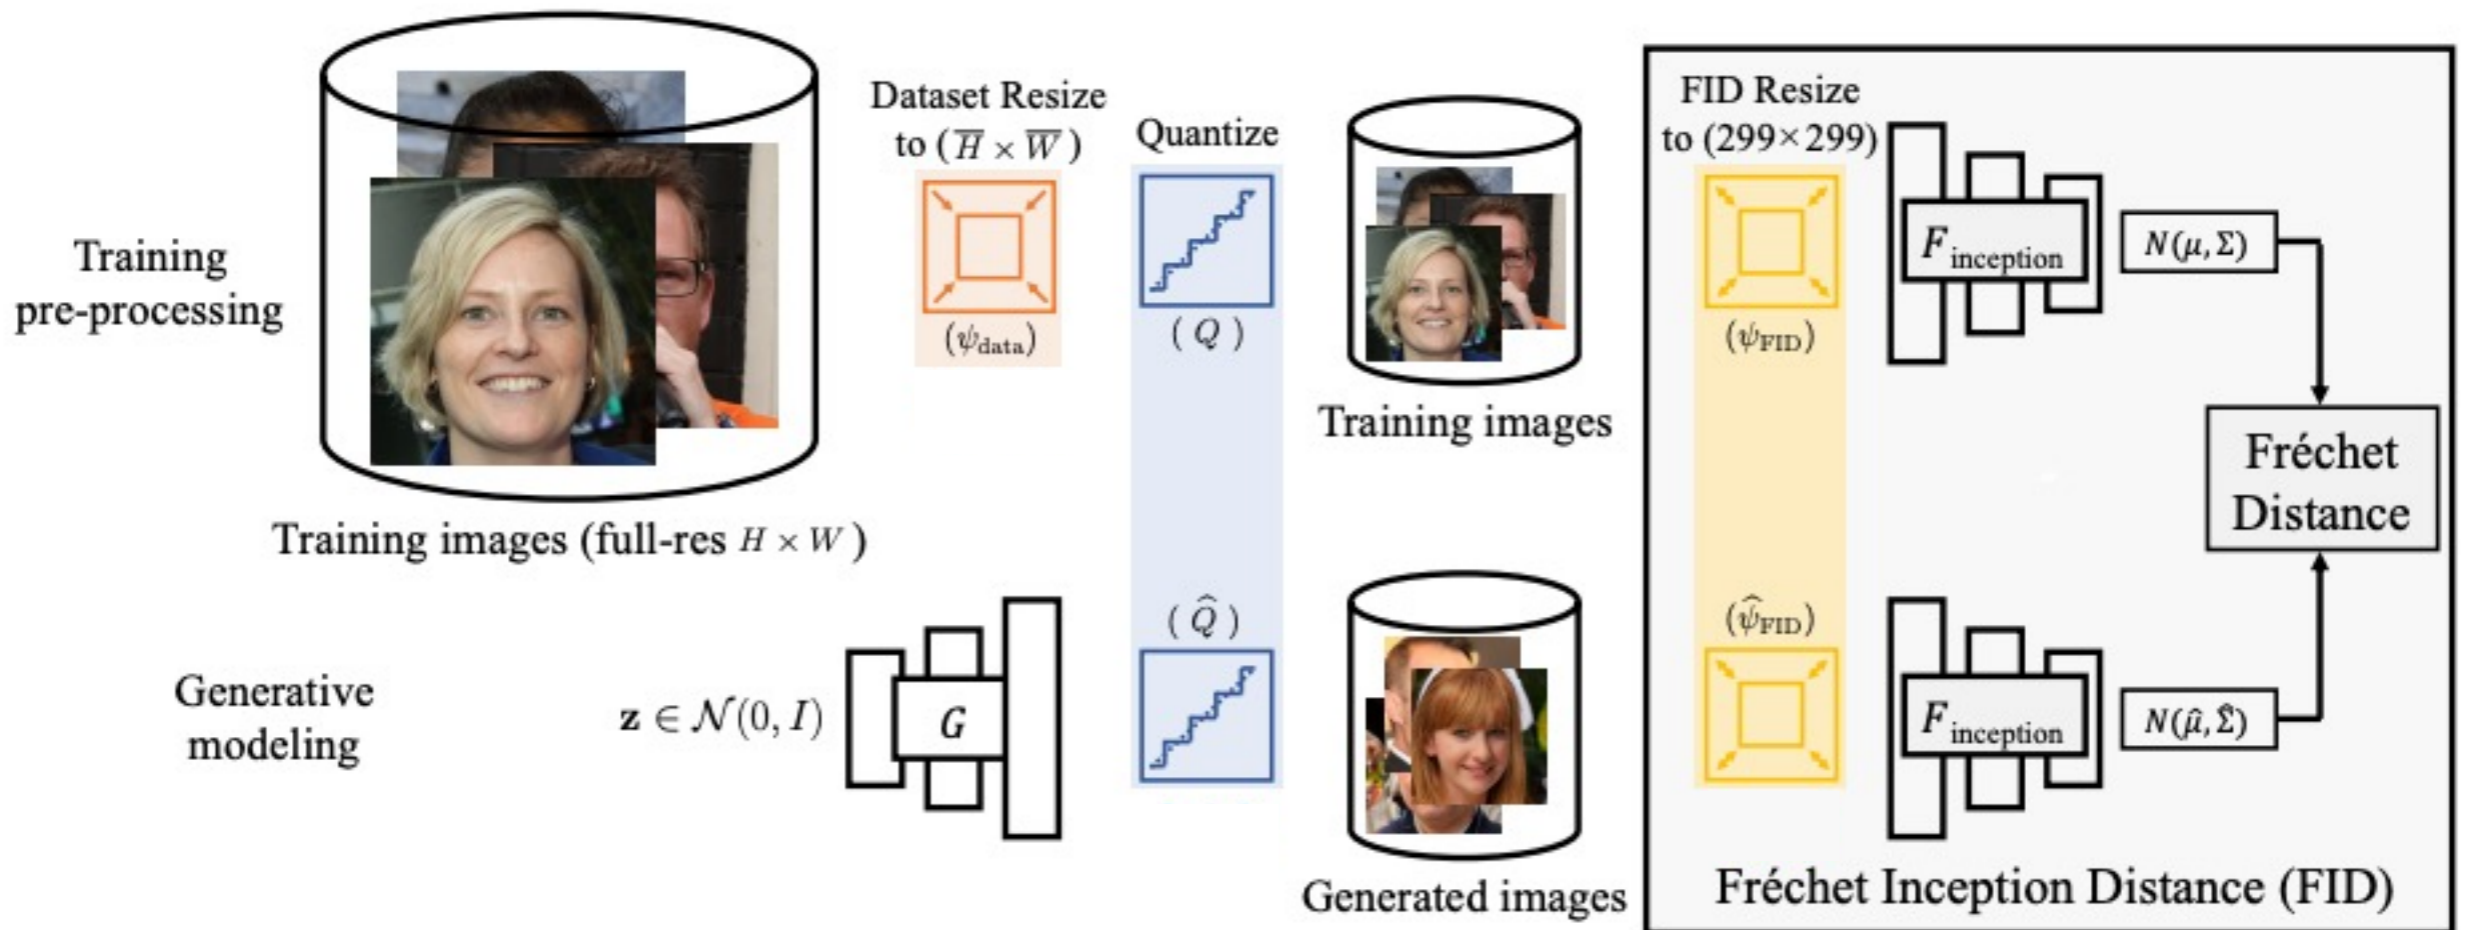 Training
pre-processing
Training images (full-res H × W )
Dataset Resize
to ( H̅ × W̅ )
(ψdata)
Quantize
( Q )
Training images
FID Resize
to (299×299)
(ψFID)
Finception
N(μ, Σ)
Fréchet
Distance
Generative
modeling
z ∈ 𝒩(0, I)
G
( Q̂ )
Generated images
(ψ̂FID)
Finception
N(μ̂, Σ̂)
Fréchet Inception Distance (FID)